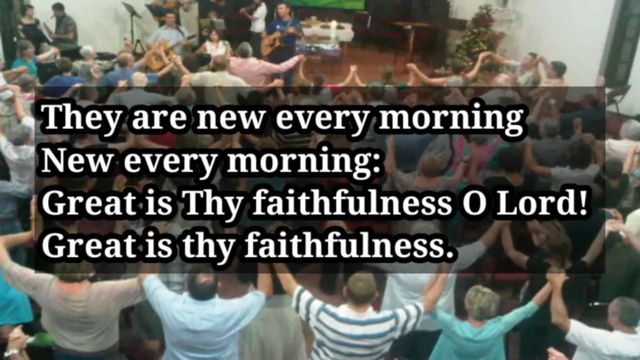 They are new every morning
New every morning:
Great is Thy faithfulness O Lord!
Great is thy faithfulness.